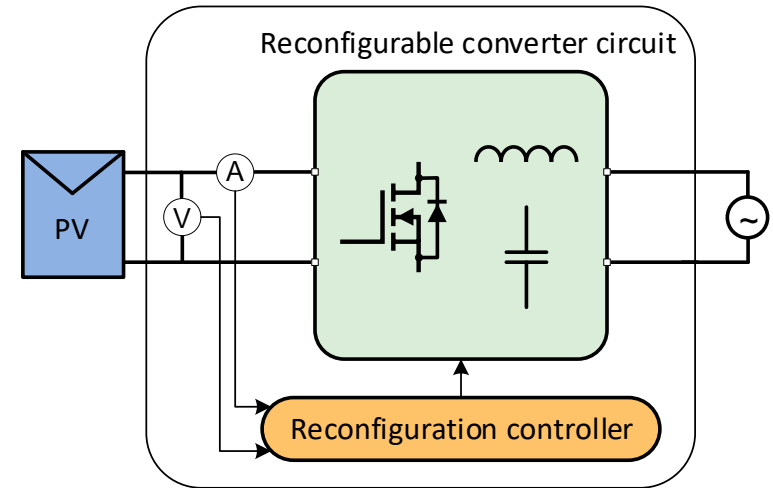 Reconfigurable converter circuit
A
PV
V
~
Reconfiguration controller